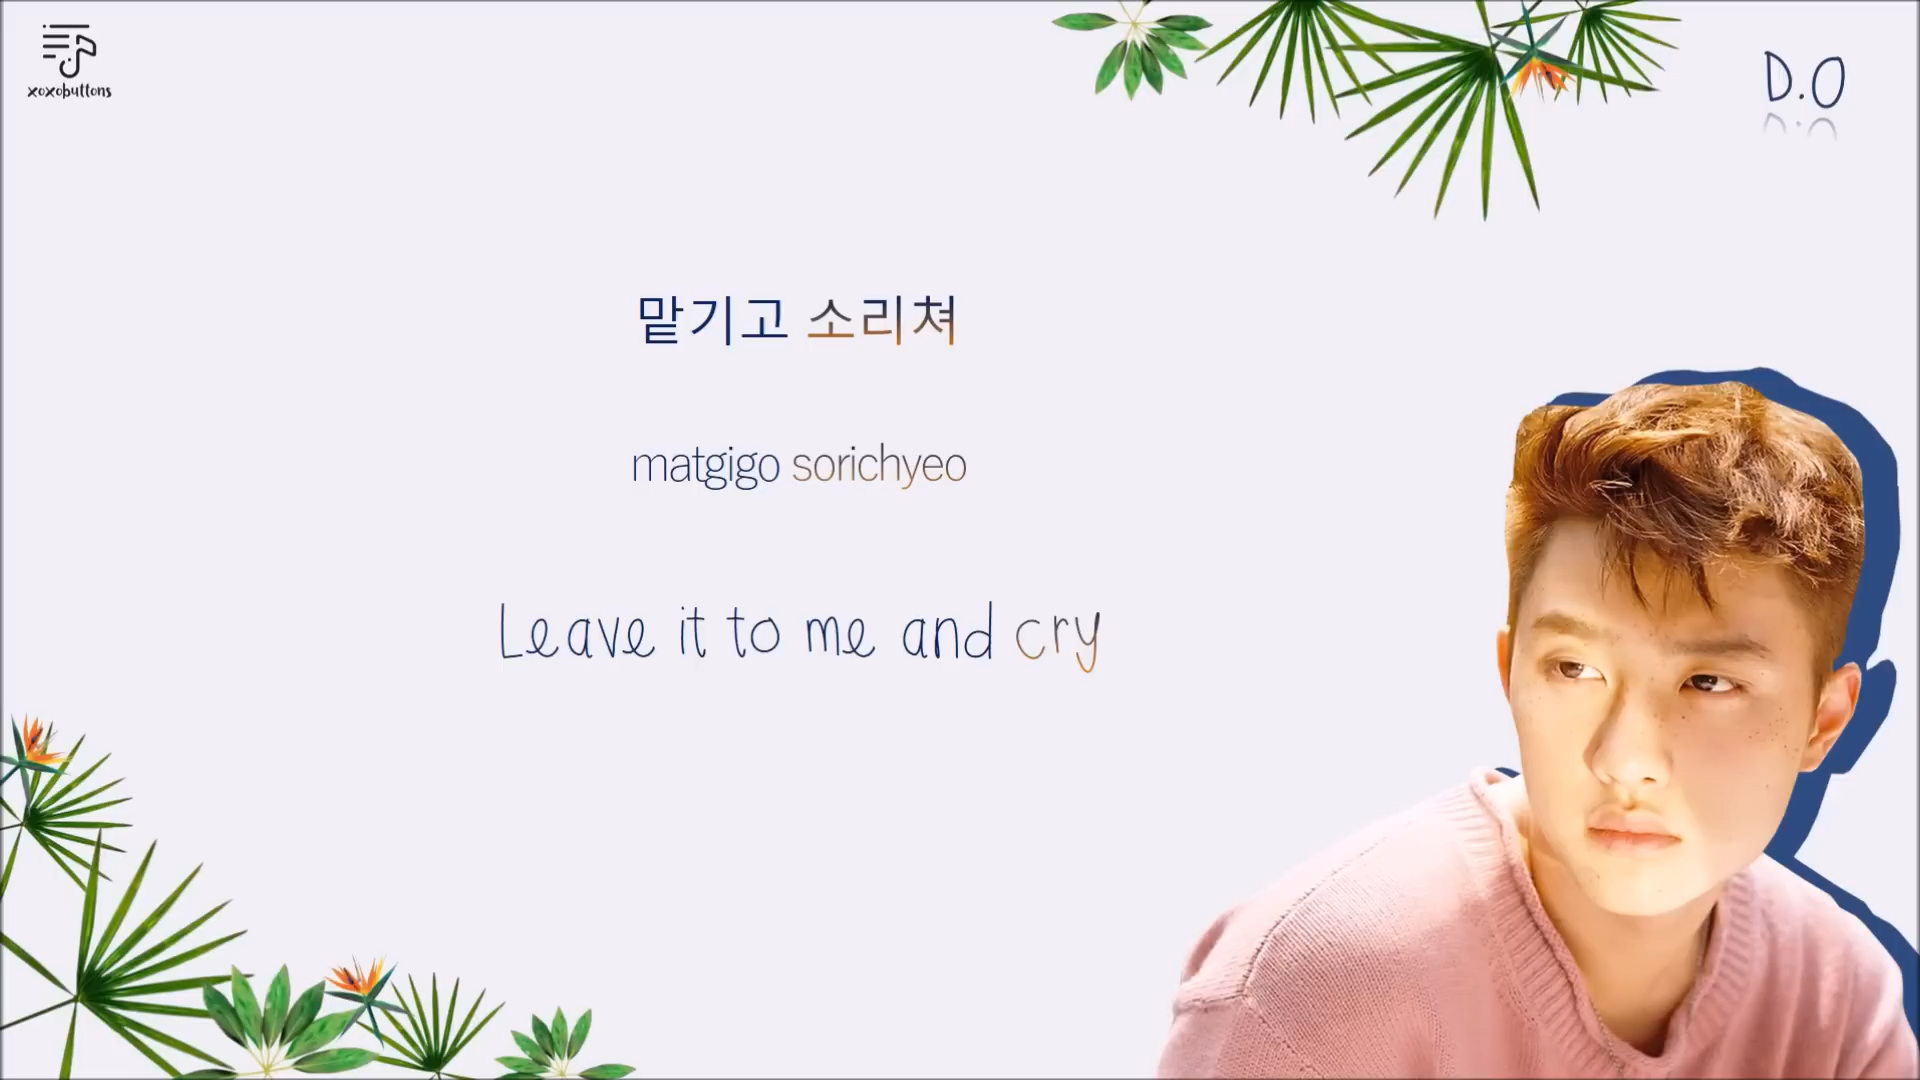 xoxobuttons
D.O
맡기고 소리쳐
matgigo sorichyeo
Leave it to me and cry